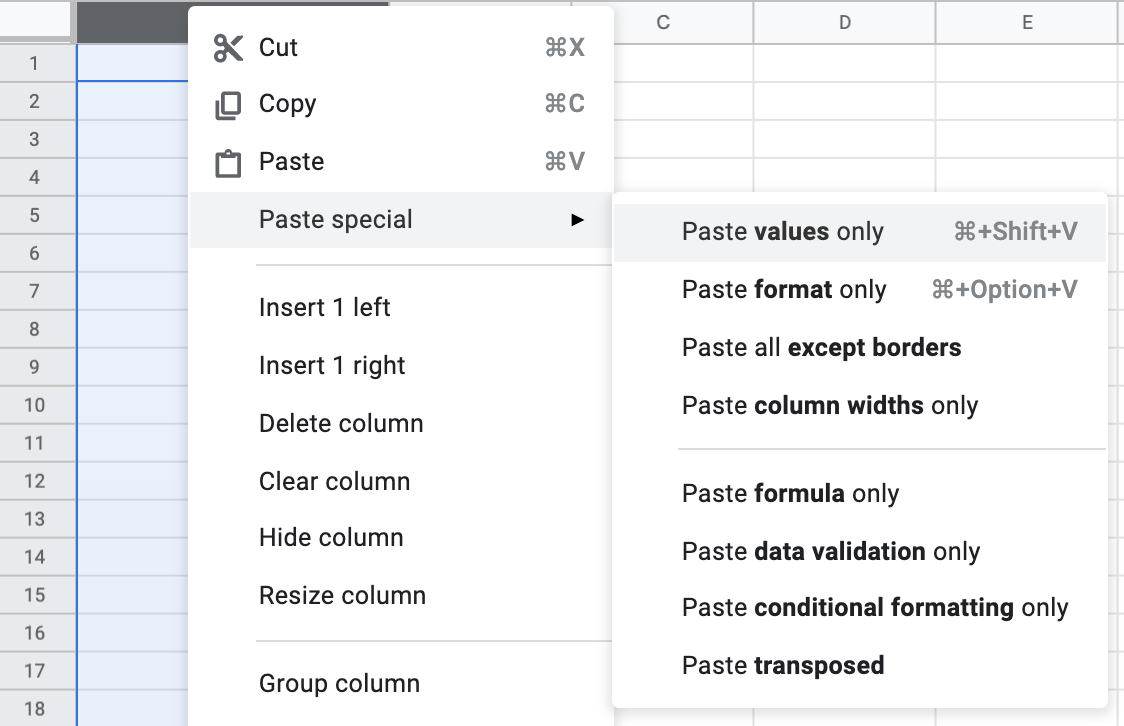 C D E
1
2
3
4
5
6
7
8
9
10
11
12
13
14
15
16
17
18
Cut ⌘X
Copy ⌘C
Paste ⌘V
Paste special ►
Insert 1 left
Insert 1 right
Delete column
Clear column
Hide column
Resize column
Group column
Paste values only ⌘+Shift+V
Paste format only ⌘+Option+V
Paste all except borders
Paste column widths only
Paste formula only
Paste data validation only
Paste conditional formatting only
Paste transposed